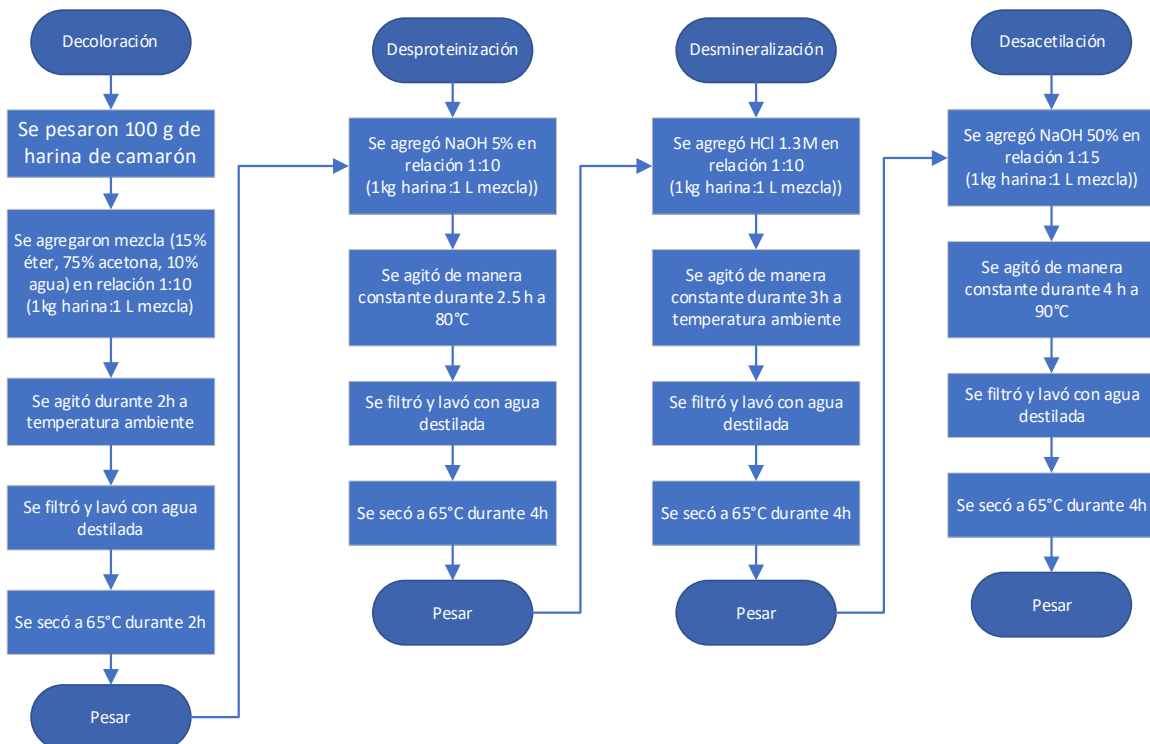 Decoloración
Se pesaron 100 g de
harina de camarón
Se agregaron mezcla (15%
éter, 75% acetona, 10%
agua) en relación 1:10
(1kg harina:1 L mezcla)
Se agitó durante 2h a
temperatura ambiente
Se filtró y lavó con agua
destilada
Se secó a 65°C durante 2h
Pesar
Desproteinización
Se agregó NaOH 5% en
relación 1:10
(1kg harina:1 L mezcla))
Se agitó de manera
constante durante 2.5 h a
80°C
Se filtró y lavó con agua
destilada
Se secó a 65°C durante 4h
Pesar
Desmineralización
Se agregó HCl 1.3M en
relación 1:10
(1kg harina:1 L mezcla))
Se agitó de manera
constante durante 3h a
temperatura ambiente
Se filtró y lavó con agua
destilada
Se secó a 65°C durante 4h
Pesar
Desacetilación
Se agregó NaOH 50% en
relación 1:15
(1kg harina:1 L mezcla))
Se agitó de manera
constante durante 4 h a
90°C
Se filtró y lavó con agua
destilada
Se secó a 65°C durante 4h
Pesar